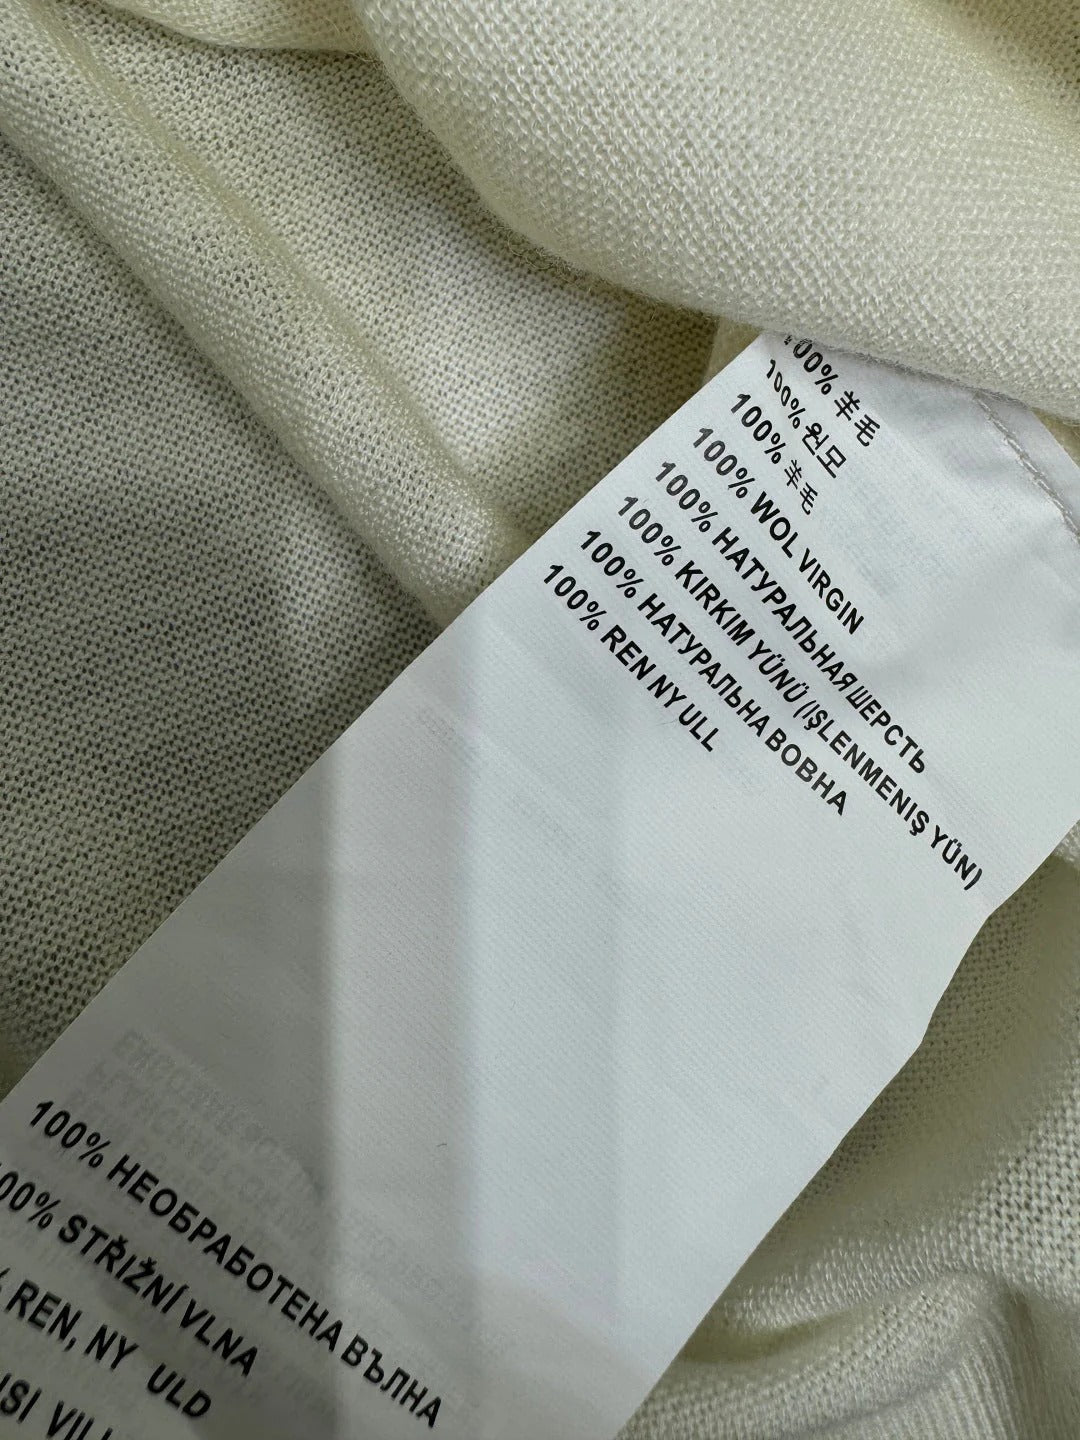 100% 羊毛
100% 원모
100% 羊毛
100% WOL VIRGIN
100% НАТУРАЛЬНАЯ ШЕРСТЬ
100% KIRKIM YÜNÜ (IŞLENMENIŞ YÜN)
100% НАТУРАЛЬНА ВОВНА
100% REN NY ULL
100% НЕОБРАБОТЕНА ВЪЛНА
100% STŘIŽNÍ VLNA
% REN, NY ULD